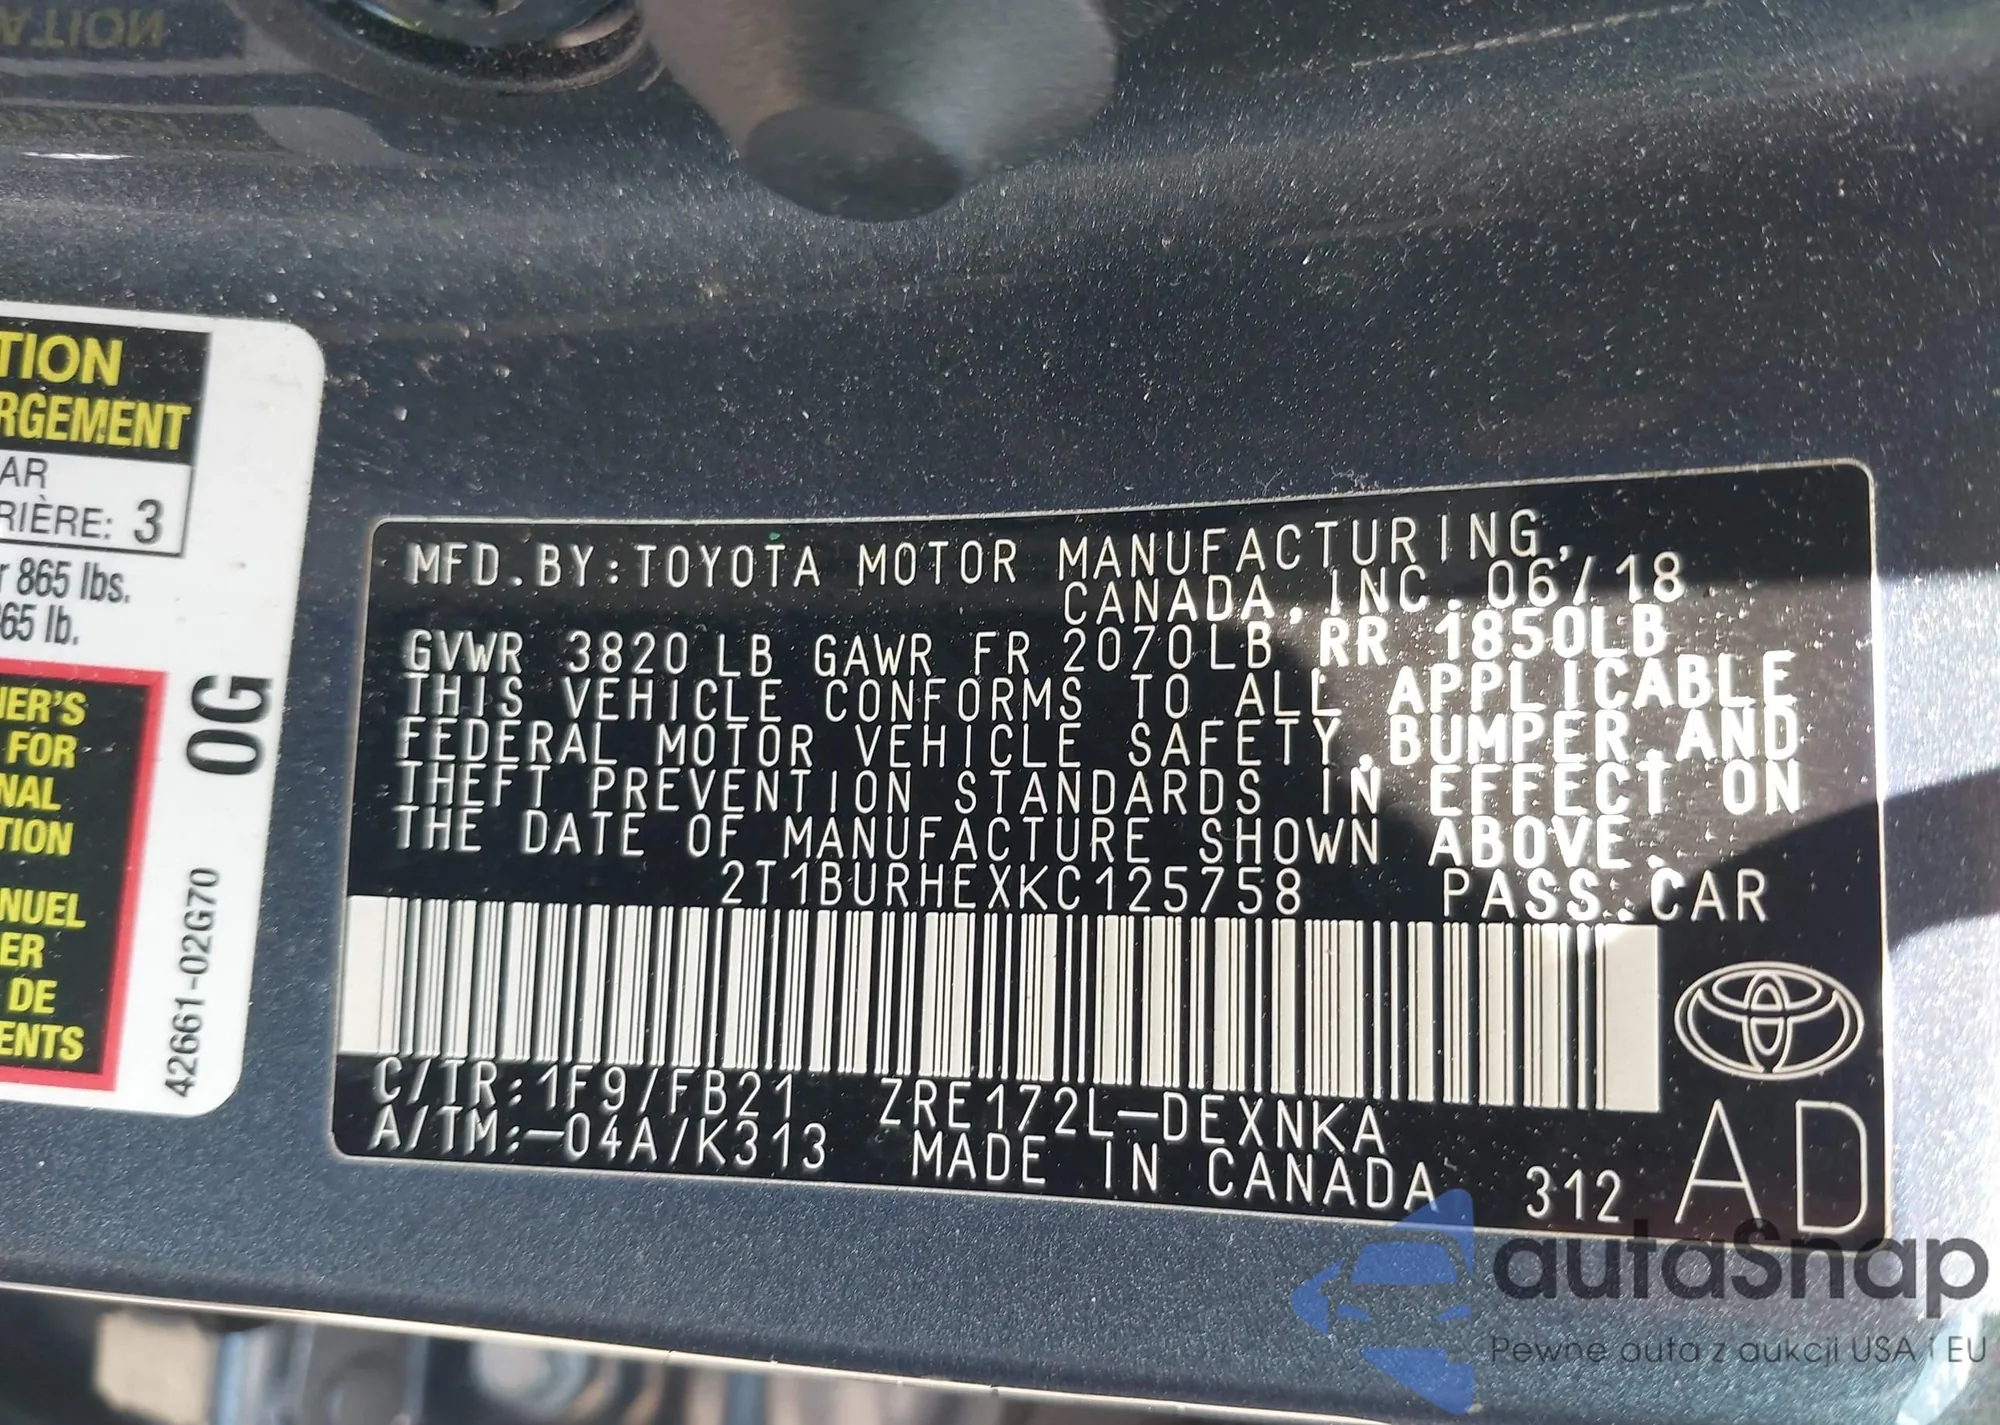 TION
RGEMENT
AR
RIÈRE: 3
r 865 lbs.
365 lb.
NER'S
FOR
NAL
TION
NUEL
ER
DE
ENTS
0G
42661-02G70
MFD.BY:TOYOTA MOTOR MANUFACTURING,
CANADA, INC. 06/18
GVWR 3820LB GAWR FR 2070LB RR 1850LB
THIS VEHICLE CONFORMS TO ALL APPLICABLE
FEDERAL MOTOR VEHICLE SAFETY,BUMPER,AND
THEFT PREVENTION STANDARDS IN EFFECT ON
THE DATE OF MANUFACTURE SHOWN ABOVE.
2T1BURHEXKC125758 PASS.CAR
C/TR:1F9/FB21 ZRE172L-DEXNKA
A/TM:-04A/K313 MADE IN CANADA 312 AD
autaSnap
Pewne auta z aukcji USA i EU